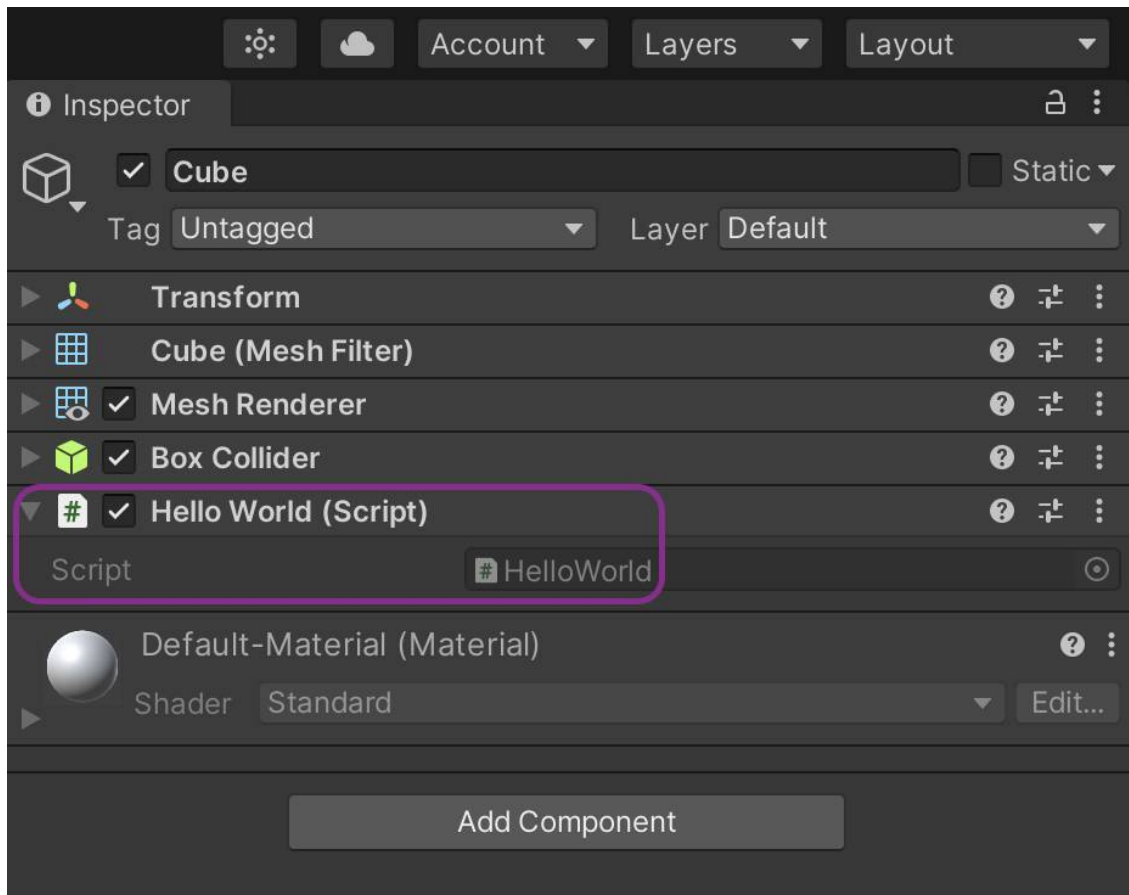 Account Layers Layout
Inspector
Cube Static
Tag Untagged Layer Default
Transform
Cube (Mesh Filter)
Mesh Renderer
Box Collider
# Hello World (Script)
Script # HelloWorld
Default-Material (Material)
Shader Standard Edit...
Add Component